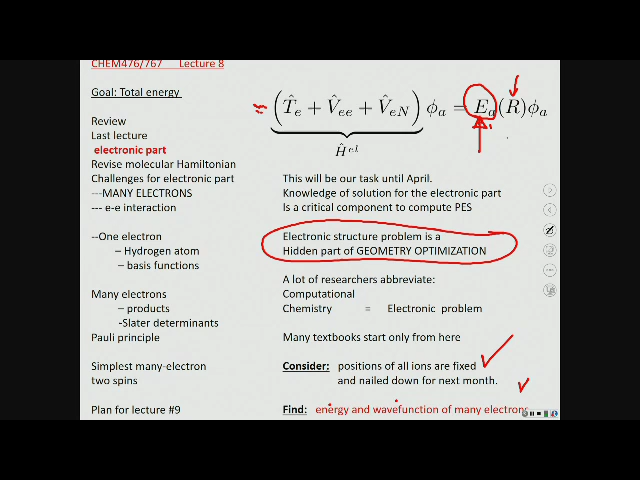 CHEM476/767 Lecture 8
Goal: Total energy
Review
Last lecture
electronic part
Revise molecular Hamiltonian
Challenges for electronic part
---MANY ELECTRONS
--- e-e interaction
--One electron
– Hydrogen atom
– basis functions
Many electrons
– products
-Slater determinants
Pauli principle
Simplest many-electron
two spins
Plan for lecture #9
= (T̂e + V̂ee + V̂eN) ϕa = Ea(R)ϕa
Ĥel
This will be our task until April.
Knowledge of solution for the electronic part
Is a critical component to compute PES
Electronic structure problem is a
Hidden part of GEOMETRY OPTIMIZATION
A lot of researchers abbreviate:
Computational
Chemistry = Electronic problem
Many textbooks start only from here
Consider: positions of all ions are fixed
and nailed down for next month.
Find: energy and wavefunction of many electrons